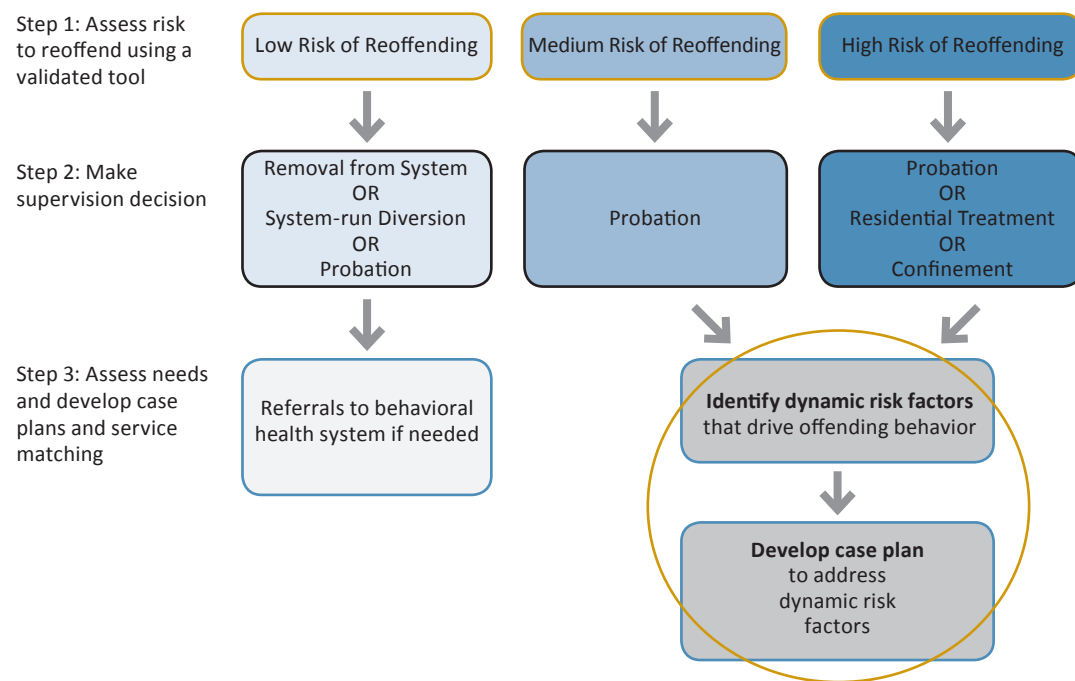 Step 1: Assess risk
to reoffend using a
validated tool
Low Risk of Reoffending
Medium Risk of Reoffending
High Risk of Reoffending
Step 2: Make
supervision decision
Removal from System
OR
System-run Diversion
OR
Probation
Probation
Probation
OR
Residential Treatment
OR
Confinement
Step 3: Assess needs
and develop case
plans and service
matching
Referrals to behavioral
health system if needed
Identify dynamic risk factors
that drive offending behavior
Develop case plan
to address
dynamic risk
factors